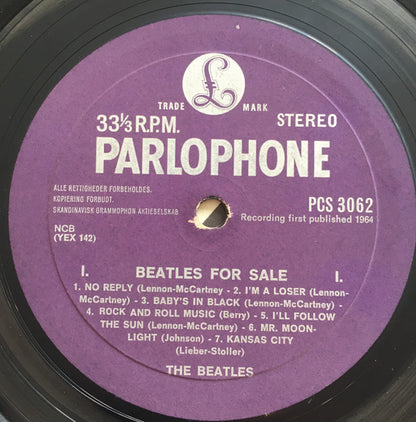 £
TRADE MARK
33⅓ R.P.M. STEREO
PARLOPHONE
ALLE RETTIGHEDER FORBEHOLDES.
KOPIERING FORBUDT.
SKANDINAVISK GRAMMOPHON AKTIESELSKAB
PCS 3062
Recording first published 1964
NCB
(YEX 142)
I. BEATLES FOR SALE I.
1. NO REPLY (Lennon-McCartney) - 2. I'M A LOSER (Lennon-
McCartney) - 3. BABY'S IN BLACK (Lennon-McCartney) -
4. ROCK AND ROLL MUSIC (Berry) - 5. I'LL FOLLOW
THE SUN (Lennon-McCartney) - 6. MR. MOON-
LIGHT (Johnson) - 7. KANSAS CITY
(Lieber-Stoller)
THE BEATLES